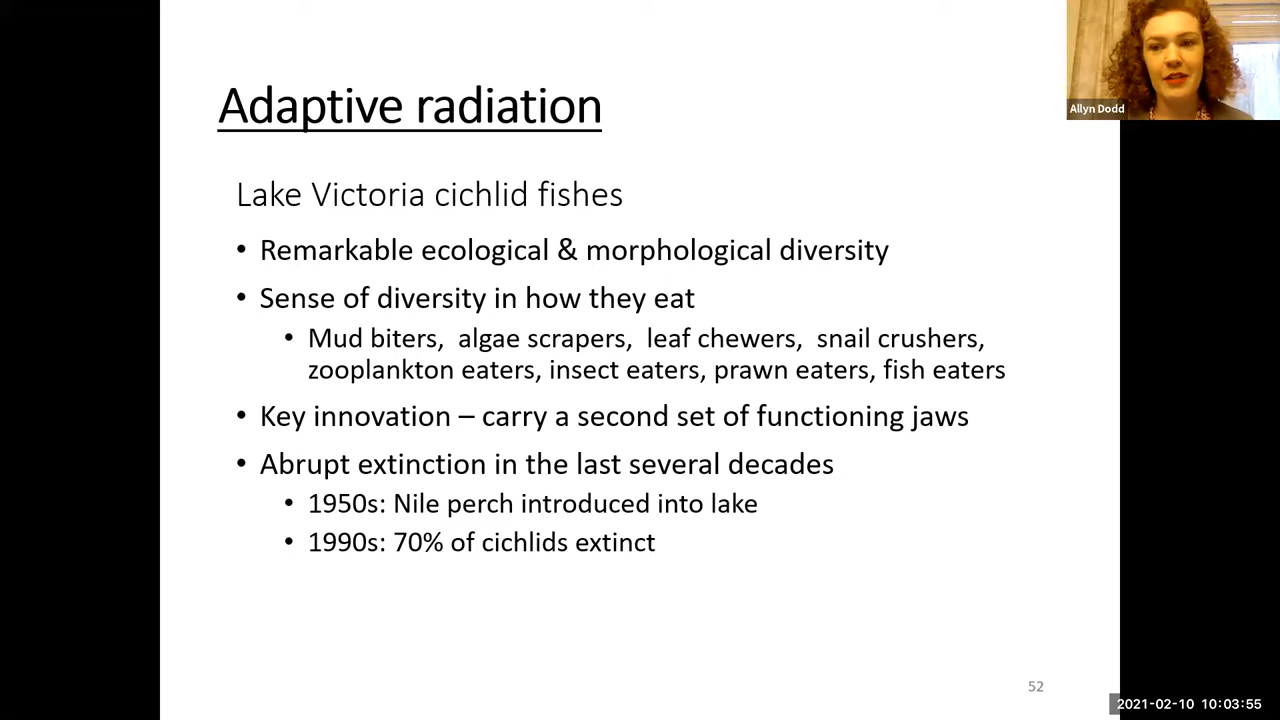 Allyn Dodd
Adaptive radiation
Lake Victoria cichlid fishes
• Remarkable ecological & morphological diversity
• Sense of diversity in how they eat
• Mud biters,  algae scrapers,  leaf chewers,  snail crushers,
zooplankton eaters, insect eaters, prawn eaters, fish eaters
• Key innovation – carry a second set of functioning jaws
• Abrupt extinction in the last several decades
• 1950s: Nile perch introduced into lake
• 1990s: 70% of cichlids extinct
52
2021-02-10 10:03:55